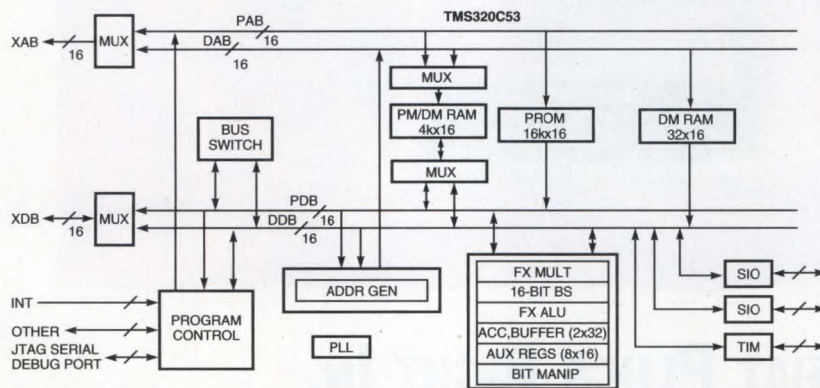 TMS320C53
PAB
16
XAB
16
MUX
DAB
16
MUX
PM/DM RAM
4kx16
PROM
16kx16
DM RAM
32x16
BUS
SWITCH
MUX
XDB
16
MUX
PDB
16
DDB
16
ADDR GEN
FX MULT
16-BIT BS
FX ALU
ACC,BUFFER (2x32)
AUX REGS (8x16)
BIT MANIP
SIO
SIO
TIM
INT
OTHER
JTAG SERIAL
DEBUG PORT
PROGRAM
CONTROL
PLL